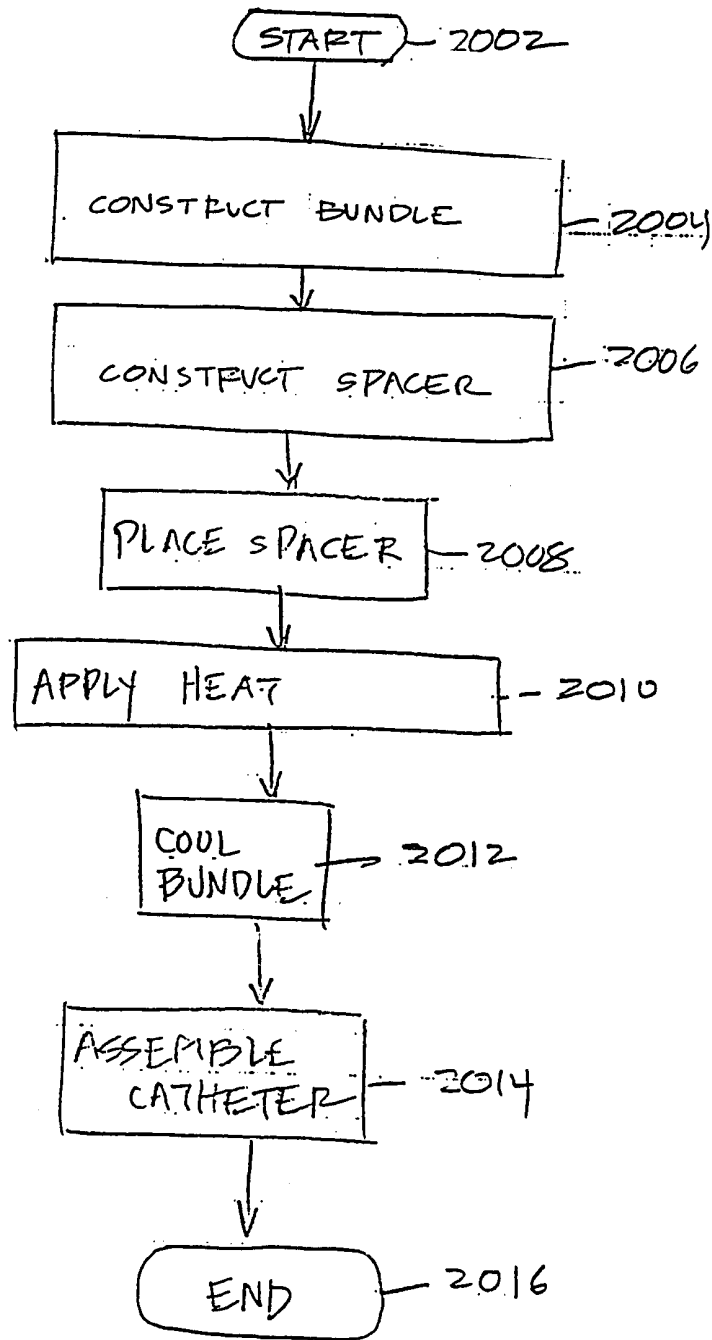 START 2002
CONSTRUCT BUNDLE 2004
CONSTRUCT SPACER 2006
PLACE SPACER 2008
APPLY HEAT 2010
COOL 2012
BUNDLE
ASSEMBLE
CATHETER 2014
END 2016